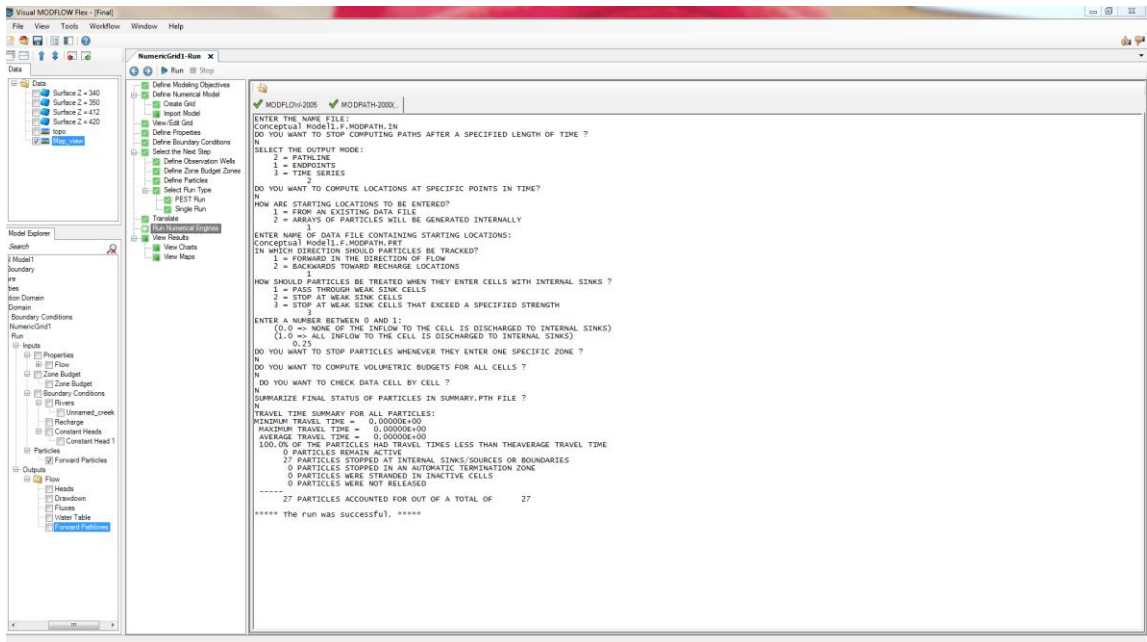 Visual MODFLOW Flex - [Final]
File View Tools Workflow Window Help
NumericGrid1-Run X
Data
Run Stop
Data
Surface Z = 340
Surface Z = 350
Surface Z = 412
Surface Z = 420
topo
Map_view
Model Explorer
Search
l Model1
Boundary
re
ties
tion Domain
Domain
Boundary Conditions
NumericGrid1
Run
Inputs
Properties
Flow
Zone Budget
Zone Budget
Boundary Conditions
Rivers
Unnamed_creek
Recharge
Constant Heads
Constant Head 1
Particles
Forward Particles
Outputs
Flow
Heads
Drawdown
Fluxes
Water Table
Forward Pathlines
Define Modeling Objectives
Define Numerical Model
Create Grid
Import Model
View/Edit Grid
Define Properties
Define Boundary Conditions
Select the Next Step
Define Observation Wells
Define Zone Budget Zones
Define Particles
Select Run Type
PEST Run
Single Run
Translate
Run Numerical Engines
View Results
View Charts
View Maps
MODFLOW-2005 MODPATH-2000(..
ENTER THE NAME FILE:
Conceptual Model1.F.MODPATH.IN
DO YOU WANT TO STOP COMPUTING PATHS AFTER A SPECIFIED LENGTH OF TIME ?
N
SELECT THE OUTPUT MODE:
2 = PATHLINE
1 = ENDPOINTS
3 = TIME SERIES
2
DO YOU WANT TO COMPUTE LOCATIONS AT SPECIFIC POINTS IN TIME?
N
HOW ARE STARTING LOCATIONS TO BE ENTERED?
1 = FROM AN EXISTING DATA FILE
2 = ARRAYS OF PARTICLES WILL BE GENERATED INTERNALLY
1
ENTER NAME OF DATA FILE CONTAINING STARTING LOCATIONS:
Conceptual Model1.F.MODPATH.PRT
IN WHICH DIRECTION SHOULD PARTICLES BE TRACKED?
1 = FORWARD IN THE DIRECTION OF FLOW
2 = BACKWARDS TOWARD RECHARGE LOCATIONS
1
HOW SHOULD PARTICLES BE TREATED WHEN THEY ENTER CELLS WITH INTERNAL SINKS ?
1 = PASS THROUGH WEAK SINK CELLS
2 = STOP AT WEAK SINK CELLS
3 = STOP AT WEAK SINK CELLS THAT EXCEED A SPECIFIED STRENGTH
3
ENTER A NUMBER BETWEEN 0 AND 1:
(0.0 => NONE OF THE INFLOW TO THE CELL IS DISCHARGED TO INTERNAL SINKS)
(1.0 => ALL INFLOW TO THE CELL IS DISCHARGED TO INTERNAL SINKS)
0.25
DO YOU WANT TO STOP PARTICLES WHENEVER THEY ENTER ONE SPECIFIC ZONE ?
N
DO YOU WANT TO COMPUTE VOLUMETRIC BUDGETS FOR ALL CELLS ?
N
DO YOU WANT TO CHECK DATA CELL BY CELL ?
N
SUMMARIZE FINAL STATUS OF PARTICLES IN SUMMARY.PTH FILE ?
N
TRAVEL TIME SUMMARY FOR ALL PARTICLES:
MINIMUM TRAVEL TIME = 0.00000E+00
MAXIMUM TRAVEL TIME = 0.00000E+00
AVERAGE TRAVEL TIME = 0.00000E+00
100.0% OF THE PARTICLES HAD TRAVEL TIMES LESS THAN THEAVERAGE TRAVEL TIME
0 PARTICLES REMAIN ACTIVE
27 PARTICLES STOPPED AT INTERNAL SINKS/SOURCES OR BOUNDARIES
0 PARTICLES STOPPED IN AN AUTOMATIC TERMINATION ZONE
0 PARTICLES WERE STRANDED IN INACTIVE CELLS
0 PARTICLES WERE NOT RELEASED
-----
27 PARTICLES ACCOUNTED FOR OUT OF A TOTAL OF 27
***** The run was successful. *****